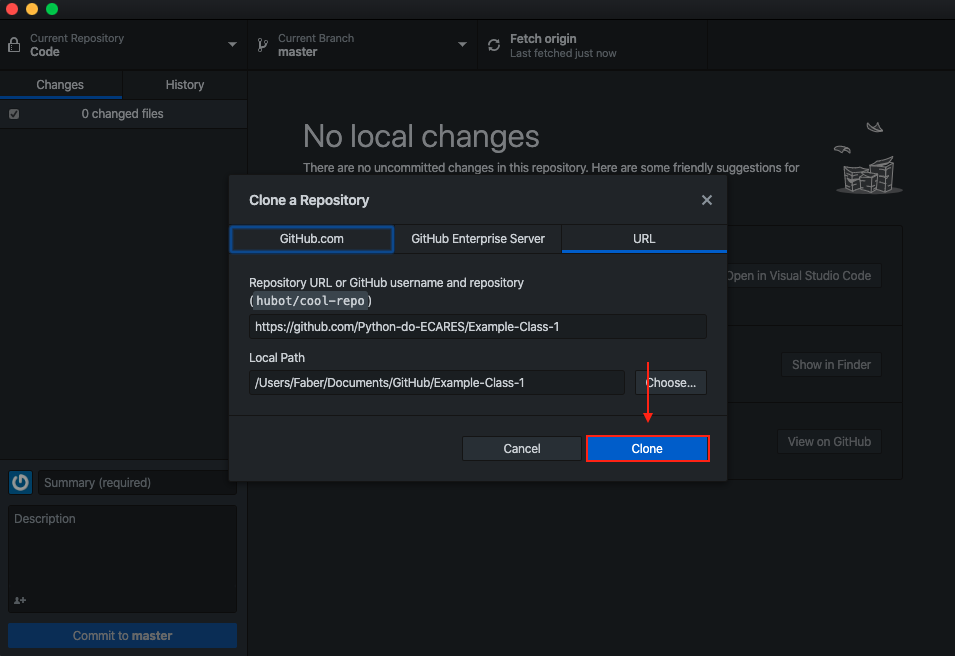 Current Repository
Code
Current Branch
master
Fetch origin
Last fetched just now
Changes
History
0 changed files
No local changes
There are no uncommitted changes in this repository. Here are some friendly suggestions for
Clone a Repository
GitHub.com
GitHub Enterprise Server
URL
Repository URL or GitHub username and repository
(hubot/cool-repo)
https://github.com/Python-do-ECARES/Example-Class-1
Local Path
/Users/Faber/Documents/GitHub/Example-Class-1
Choose...
Cancel
Clone
Open in Visual Studio Code
Show in Finder
View on GitHub
Summary (required)
Description
Commit to master